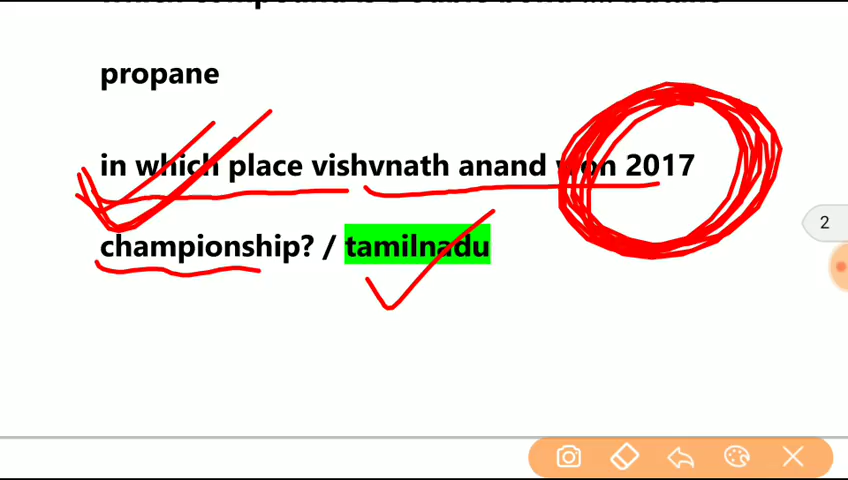 propane
in which place vishvnath anand won 2017
championship? / tamilnadu
2